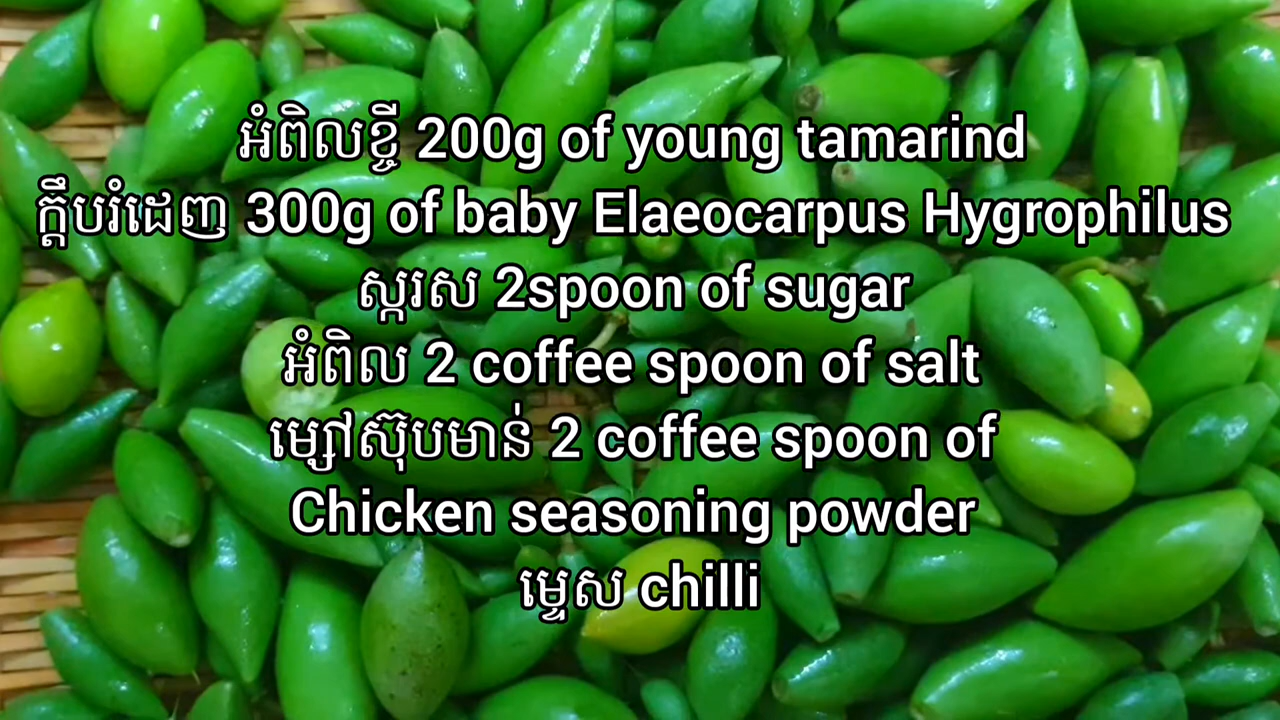 អំពិលខ្ចី 200g of young tamarind
ក្តឹបរំដេញ 300g of baby Elaeocarpus Hygrophilus
ស្ករស 2spoon of sugar
អំពិល 2 coffee spoon of salt
ម្សៅស៊ុបមាន់ 2 coffee spoon of
Chicken seasoning powder
ម្ទេស chilli